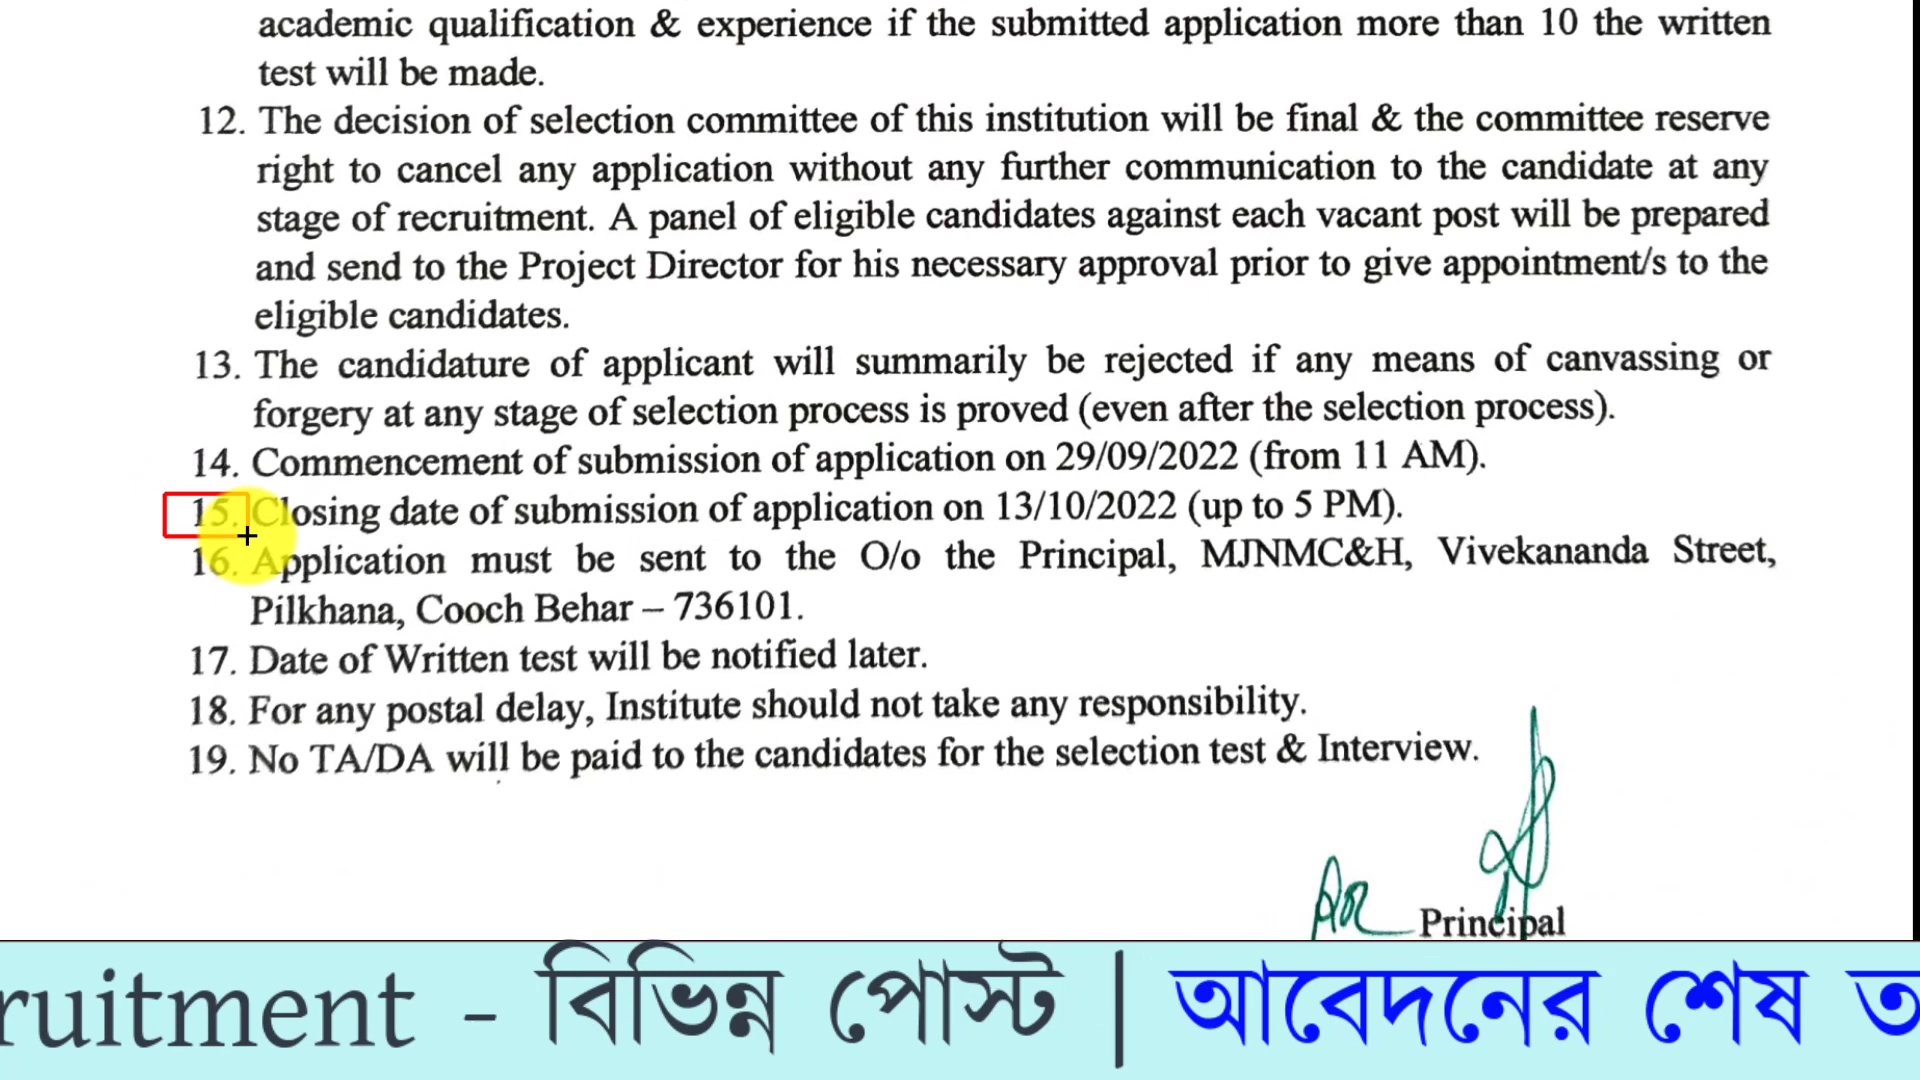 academic qualification & experience if the submitted application more than 10 the written
test will be made.
12. The decision of selection committee of this institution will be final & the committee reserve
right to cancel any application without any further communication to the candidate at any
stage of recruitment. A panel of eligible candidates against each vacant post will be prepared
and send to the Project Director for his necessary approval prior to give appointment/s to the
eligible candidates.
13. The candidature of applicant will summarily be rejected if any means of canvassing or
forgery at any stage of selection process is proved (even after the selection process).
14. Commencement of submission of application on 29/09/2022 (from 11 AM).
15. Closing date of submission of application on 13/10/2022 (up to 5 PM).
16. Application must be sent to the O/o the Principal, MJNMC&H, Vivekananda Street,
Pilkhana, Cooch Behar – 736101.
17. Date of Written test will be notified later.
18. For any postal delay, Institute should not take any responsibility.
19. No TA/DA will be paid to the candidates for the selection test & Interview.
Principal
ruitment - বিভিন্ন পোস্ট | আবেদনের শেষ ত